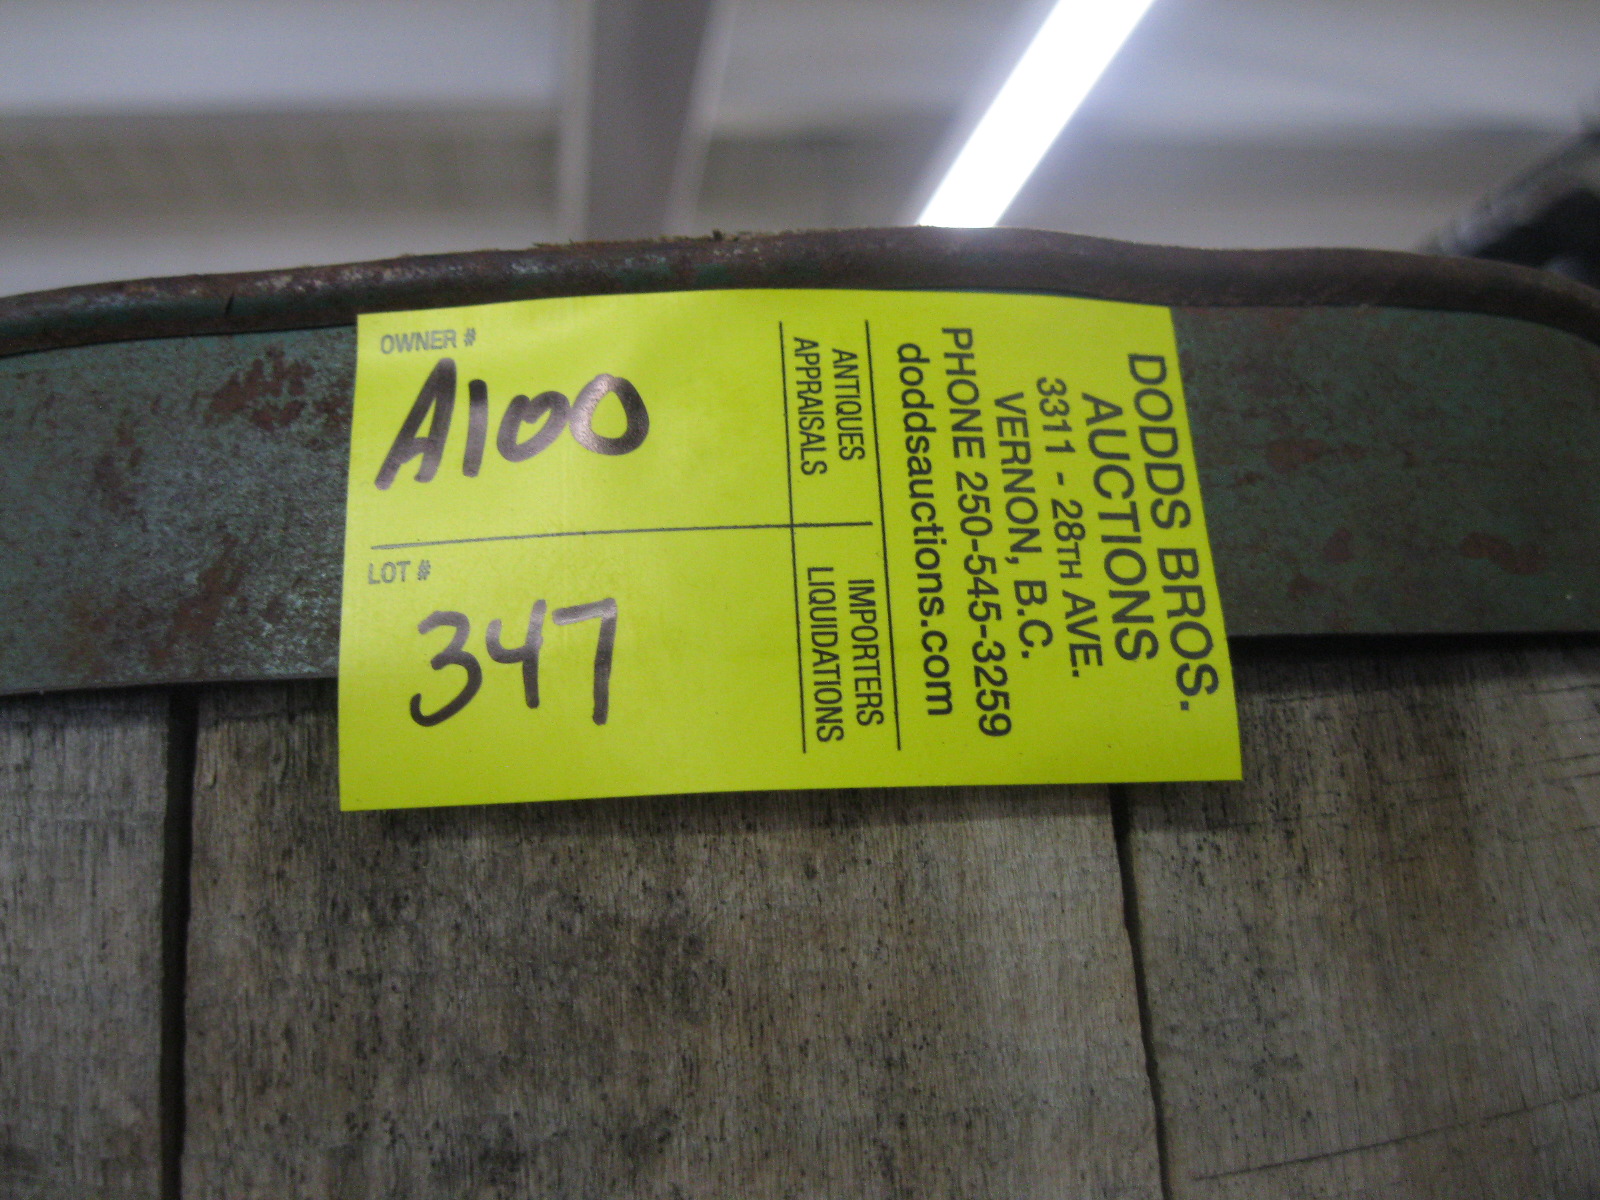 OWNER #
A100
LOT #
347
ANTIQUES
APPRAISALS
IMPORTERS
LIQUIDATIONS
DODDS BROS.
AUCTIONS
3311 - 28TH AVE.
VERNON, B.C.
PHONE 250-545-3259
doddsauctions.com